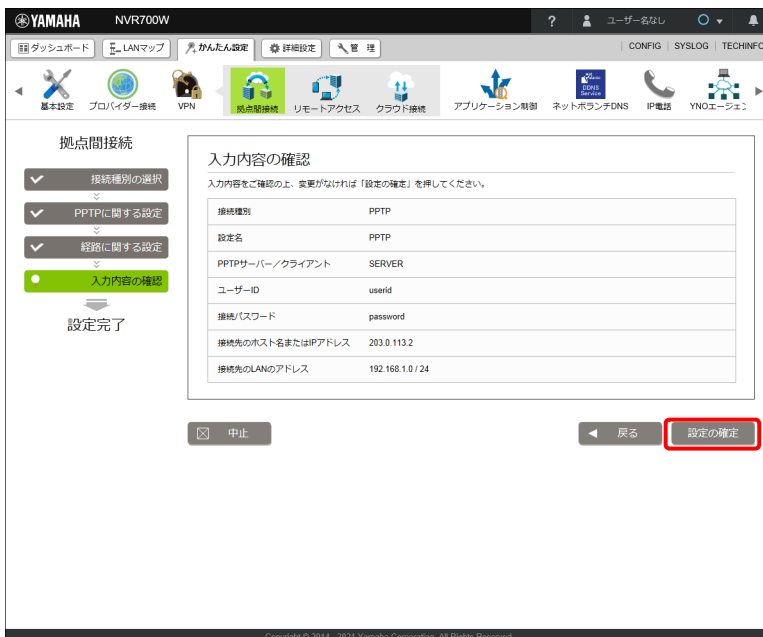 YAMAHA NVR700W ? ユーザー名なし
ダッシュボード LANマップ かんたん設定 詳細設定 管 理 CONFIG SYSLOG TECHINFO
基本設定 プロバイダー接続 VPN 拠点間接続 リモートアクセス クラウド接続 アプリケーション制御 DDNS Service ネットボランチDNS IP電話 YNOエージェン
拠点間接続
接続種別の選択
PPTPに関する設定
経路に関する設定
入力内容の確認
設定完了
入力内容の確認
入力内容をご確認の上、変更がなければ「設定の確定」を押してください。
接続種別 PPTP
設定名 PPTP
PPTPサーバー／クライアント SERVER
ユーザーID userid
接続パスワード password
接続先のホスト名またはIPアドレス 203.0.113.2
接続先のLANのアドレス 192.168.1.0 / 24
中止 戻る 設定の確定
Copyright © 2014 - 2021 Yamaha Corporation. All Rights Reserved.